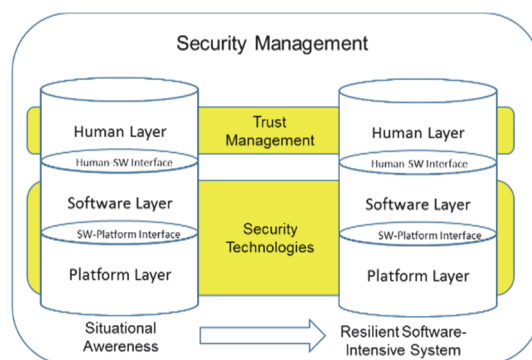 Security Management
Human Layer
Human-SW Interface
Software Layer
SW-Platform Interface
Platform Layer
Situational
Awereness
Trust
Management
Security
Technologies
Human Layer
Human-SW Interface
Software Layer
SW-Platform Interface
Platform Layer
Resilient Software-
Intensive System